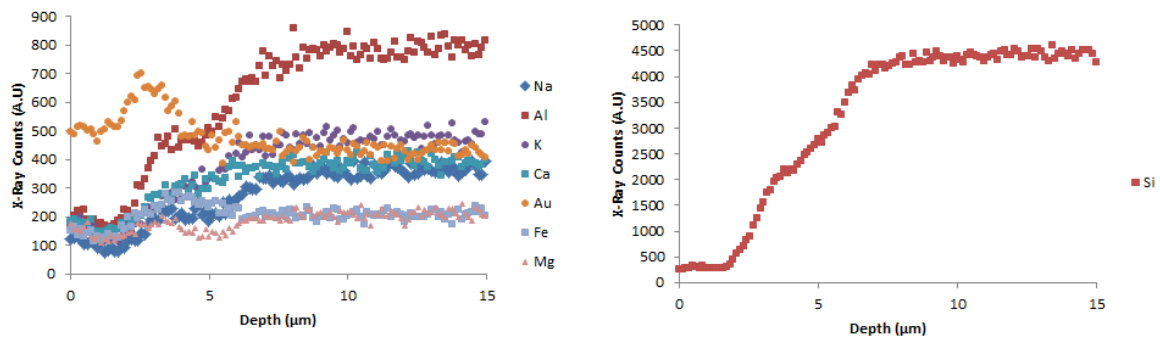 900
800
700
600
500
400
300
200
100
0
X-Ray Counts (A.U)
0 5 10 15
Depth (μm)
Na
Al
K
Ca
Au
Fe
Mg
5000
4500
4000
3500
3000
2500
2000
1500
1000
500
0
X-Ray Counts (A.U)
0 5 10 15
Depth (μm)
Si